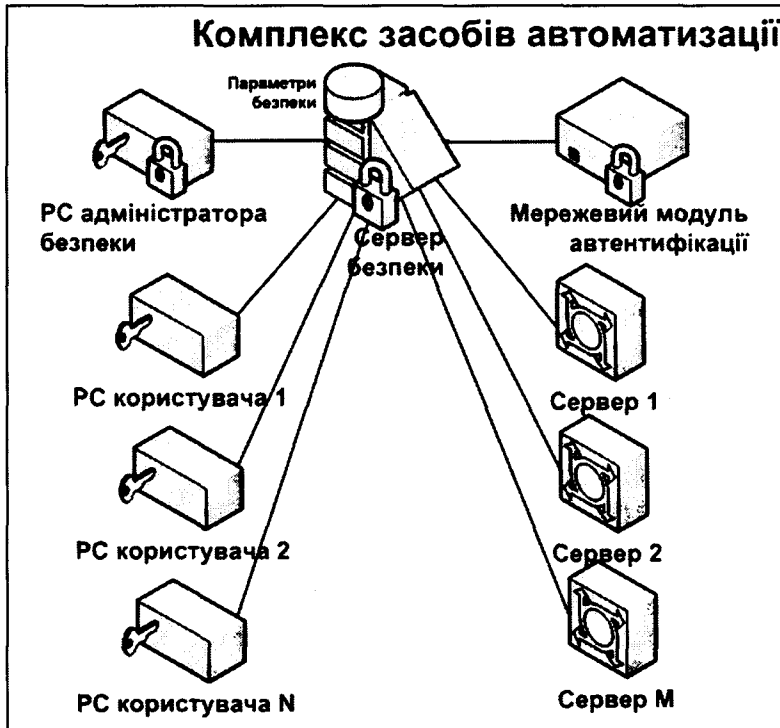 Комплекс засобів автоматизації
Параметри
безпеки
РС адміністратора
безпеки
Сервер
безпеки
Мережевий модуль
автентифікації
РС користувача 1
Сервер 1
РС користувача 2
Сервер 2
РС користувача N
Сервер М